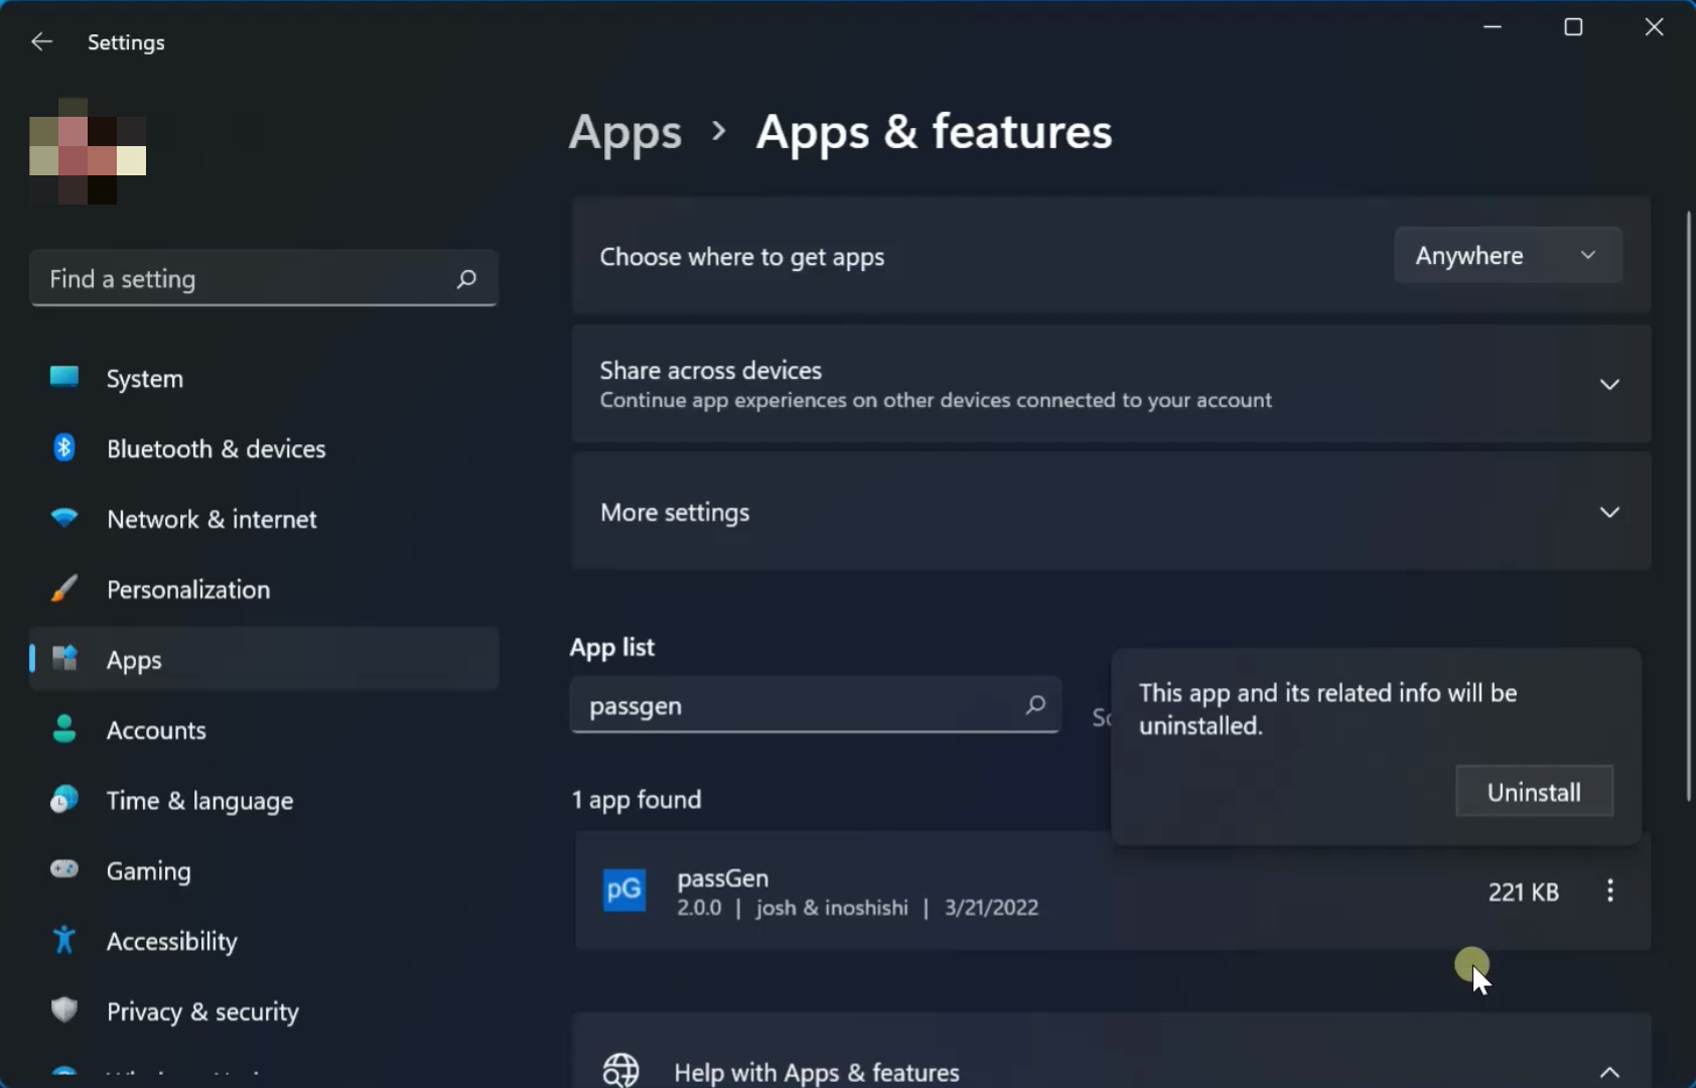 Settings
Find a setting
System
Bluetooth & devices
Network & internet
Personalization
Apps
Accounts
Time & language
Gaming
Accessibility
Privacy & security
Apps > Apps & features
Choose where to get apps
Anywhere
Share across devices
Continue app experiences on other devices connected to your account
More settings
App list
passgen
This app and its related info will be
uninstalled.
Uninstall
1 app found
pG
passGen
2.0.0 | josh & inoshishi | 3/21/2022
221 KB
Help with Apps & features